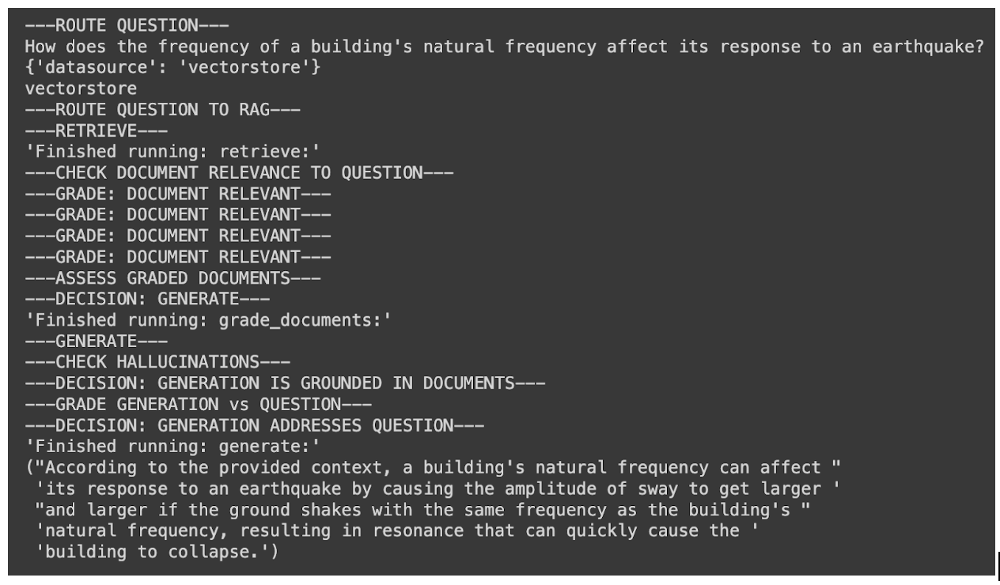 ---ROUTE QUESTION---
How does the frequency of a building's natural frequency affect its response to an earthquake?
{'datasource': 'vectorstore'}
vectorstore
---ROUTE QUESTION TO RAG---
---RETRIEVE---
'Finished running: retrieve:'
---CHECK DOCUMENT RELEVANCE TO QUESTION---
---GRADE: DOCUMENT RELEVANT---
---GRADE: DOCUMENT RELEVANT---
---GRADE: DOCUMENT RELEVANT---
---GRADE: DOCUMENT RELEVANT---
---ASSESS GRADED DOCUMENTS---
---DECISION: GENERATE---
'Finished running: grade_documents:'
---GENERATE---
---CHECK HALLUCINATIONS---
---DECISION: GENERATION IS GROUNDED IN DOCUMENTS---
---GRADE GENERATION vs QUESTION---
---DECISION: GENERATION ADDRESSES QUESTION---
'Finished running: generate:'
("According to the provided context, a building's natural frequency can affect "
 'its response to an earthquake by causing the amplitude of sway to get larger '
 "and larger if the ground shakes with the same frequency as the building's "
 'natural frequency, resulting in resonance that can quickly cause the '
 'building to collapse.')